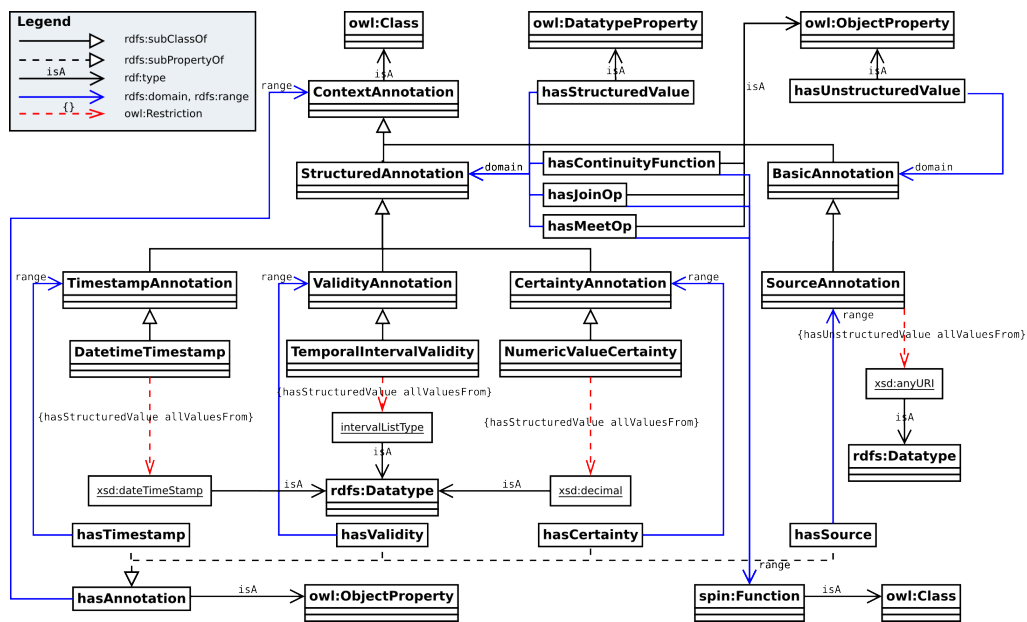 Legend
rdfs:subClassOf
rdfs:subPropertyOf
isA
rdf:type
rdfs:domain, rdfs:range
{}
owl:Restriction
owl:Class
owl:DatatypeProperty
owl:ObjectProperty
isA
isA
isA
isA
range
ContextAnnotation
hasStructuredValue
hasUnstructuredValue
StructuredAnnotation
domain
hasContinuityFunction
BasicAnnotation
domain
hasJoinOp
hasMeetOp
range
TimestampAnnotation
range
ValidityAnnotation
CertaintyAnnotation
range
SourceAnnotation
range
{hasUnstructuredValue allValuesFrom}
DatetimeTimestamp
TemporalIntervalValidity
NumericValueCertainty
xsd:anyURI
{hasStructuredValue allValuesFrom}
{hasStructuredValue allValuesFrom}
{hasStructuredValue allValuesFrom}
intervalListType
isA
isA
rdfs:Datatype
xsd:dateTimeStamp
isA
rdfs:Datatype
isA
xsd:decimal
hasTimestamp
hasValidity
hasCertainty
hasSource
range
hasAnnotation
isA
owl:ObjectProperty
spin:Function
isA
owl:Class